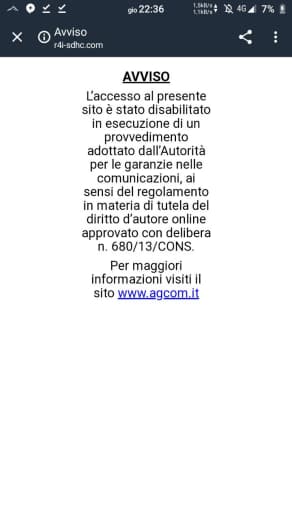 gio 22:36
1,5kB/s
1,1kB/s
4G
7%
Avviso
r4i-sdhc.com
AVVISO
L'accesso al presente
sito è stato disabilitato
in esecuzione di un
provvedimento
adottato dall'Autorità
per le garanzie nelle
comunicazioni, ai
sensi del regolamento
in materia di tutela del
diritto d'autore online
approvato con delibera
n. 680/13/CONS.
Per maggiori
informazioni visiti il
sito www.agcom.it